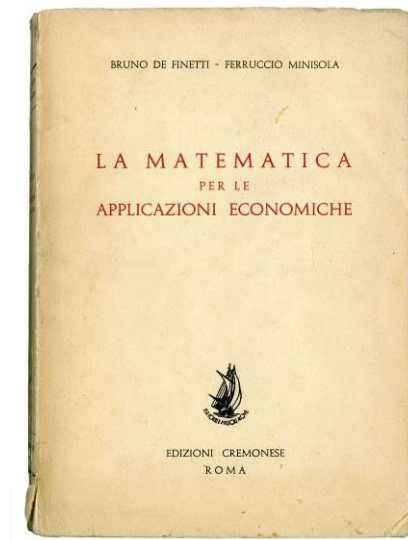 BRUNO DE FINETTI - FERRUCCIO MINISOLA
LA MATEMATICA
PER LE
APPLICAZIONI ECONOMICHE
EDIZIONI CREMONESE
ROMA